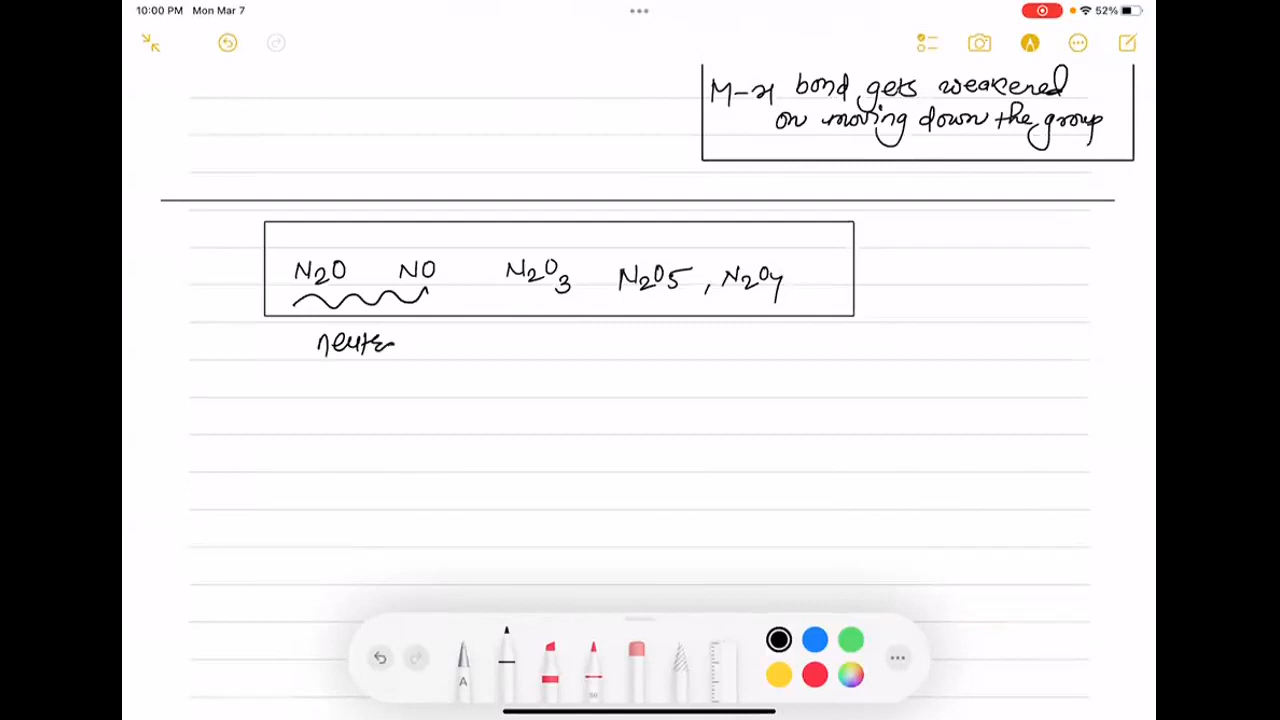 10:00 PM Mon Mar 7
52%
M-H bond gets weakened
on moving down the group
N2O NO N2O3 N2O5, N2O4
neutr
A
50